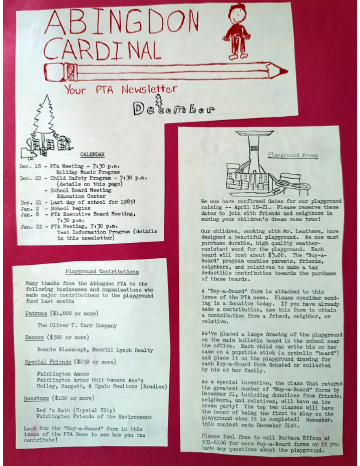 ABINGDON
CARDINAL
Your PTA Newsletter
December
CALENDAR
Dec. 18 - PTA Meeting - 7:30 p.m.
Holiday Music Program
Dec. 20 - Child Safety Program - 7:30 p.m.
(details on this page)
- School Board Meeting
Education Center
Dec. 21 - Last day of school for 1985!
Jan. 2 - School begins
Jan. 8 - PTA Executive Board Meeting,
7:30 p.m.
Jan. 22 - PTA Meeting, 7:30 p.m.
Test Information Program (details
in this newsletter)
Playground Contributions
Many thanks from the Abingdon PTA to the
following businesses and organizations who
made major contributions to the playground
fund last month:
Patrons ($1,000 or more)
The Oliver T. Carr Company
Donors ($500 or more)
Ronnie Kluseneph, Merrill Lynch Realty
Special Friends ($250 or more)
Fairlington Amoco
Fairlington Arbor Unit Owners Ass'n
Holley, Hargett, & Spain Realtors
Boosters ($100 or more)
Red 'n Bath (Crystal City)
Fairlington Friends of the Environment
Look for the "Buy-a-Board" form in this
issue of the PTA News to see how you can
contribute!
Playground Power
We now have confirmed dates for our playground
raising -- April 18-21. Please reserve these
dates to join with friends and neighbors in
making your children's dream come true!
Our children, working with Mr. Leathers, have
designed a beautiful playground. We now must
purchase durable, high quality weather-
resistant wood for the playground. Each
board will cost about $5.00. The "Buy-a-
Board" program enables parents, friends,
neighbors, and relatives to make a tax
deductible contribution towards the purchase
of these boards.
A "Buy-a-Board" form is attached to this
issue of the PTA news. Please consider send-
ing in a donation today. If you have already
made a contribution, use this form to obtain
a contribution from a friend, neighbor, or
relative.
We've placed a large drawing of the playground
on the main bulletin board in the school near
the office. Each child can write his or her
name on a popsicle stick (a symbolic "board")
and place it on the playground drawing for
each Buy-a-Board form donated or collected
by his or her family.
As a special incentive, the class that returns
the greatest number of "Buy-a-Board" forms by
December 21, including donations from friends,
neighbors, and relatives, will have an ice
cream party! The top two classes will have
the honor of being the first to play on the
playground when it is completed! Remember,
this contest ends December 21st.
Please feel free to call Barbara Effron at
if you
have any questions about the playground.